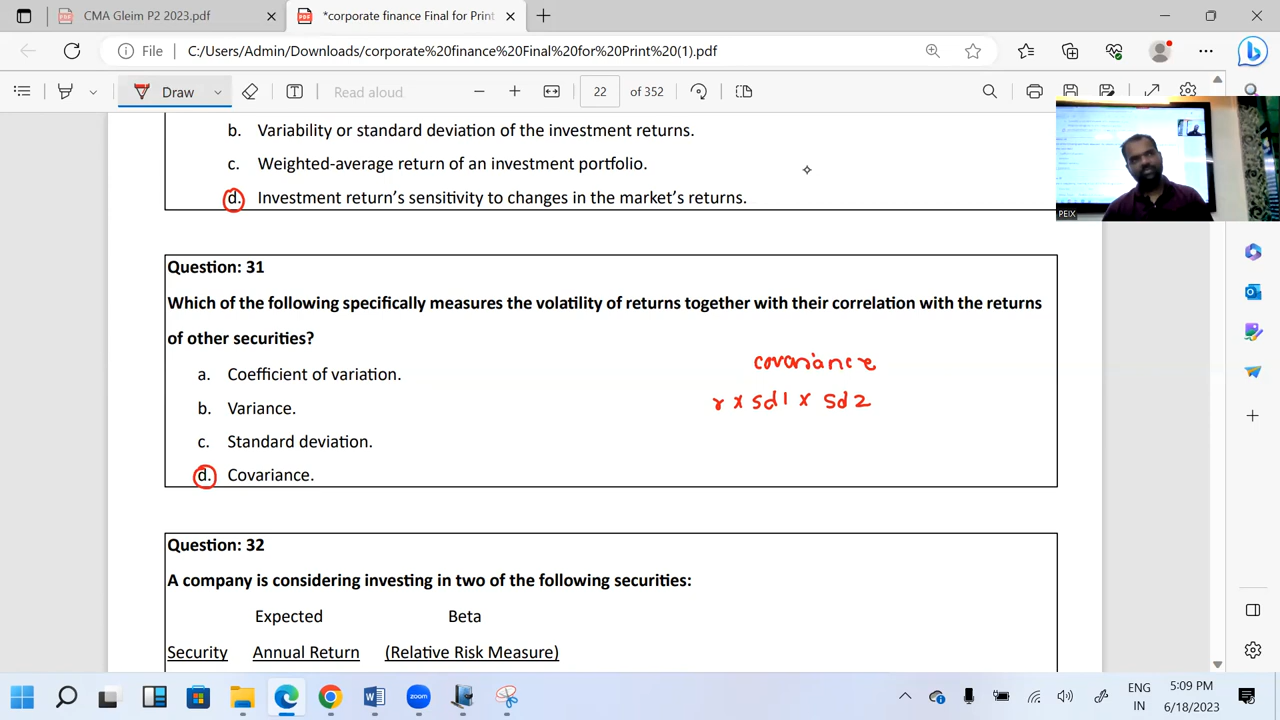 CMA Gleim P2 2023.pdf
*corporate finance Final for Print
File
C:/Users/Admin/Downloads/corporate%20finance%20Final%20for%20Print%20(1).pdf
Draw
Read aloud
22
of 352
b. Variability or standard deviation of the investment returns.
c. Weighted-average return of an investment portfolio.
d. Investment return's sensitivity to changes in the market's returns.
PEIX
Question: 31
Which of the following specifically measures the volatility of returns together with their correlation with the returns
of other securities?
covariance
a. Coefficient of variation.
r x sd1 x sd2
b. Variance.
c. Standard deviation.
d. Covariance.
Question: 32
A company is considering investing in two of the following securities:
Expected Beta
Security Annual Return (Relative Risk Measure)
zoom
ENG
IN
5:09 PM
6/18/2023